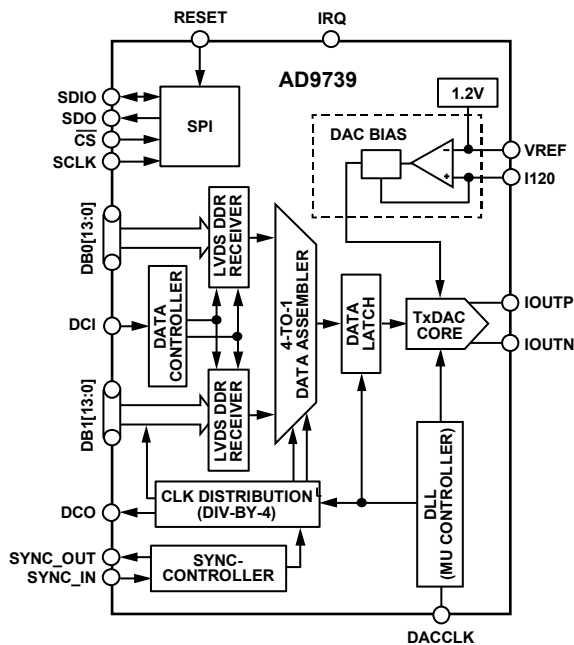 RESET
IRQ
AD9739
1.2V
SDIO
SDO
CS
SCLK
SPI
DAC BIAS
VREF
I120
DB0[13:0]
LVDS DDR
RECEIVER
DCI
DATA
CONTROLLER
4-TO-1
DATA ASSEMBLER
DATA
LATCH
TxDAC
CORE
IOUTP
IOUTN
DB1[13:0]
LVDS DDR
RECEIVER
DCO
CLK DISTRIBUTION
(DIV-BY-4)
DLL
(MU CONTROLLER)
SYNC_OUT
SYNC_IN
SYNC-
CONTROLLER
DACCLK
-
+